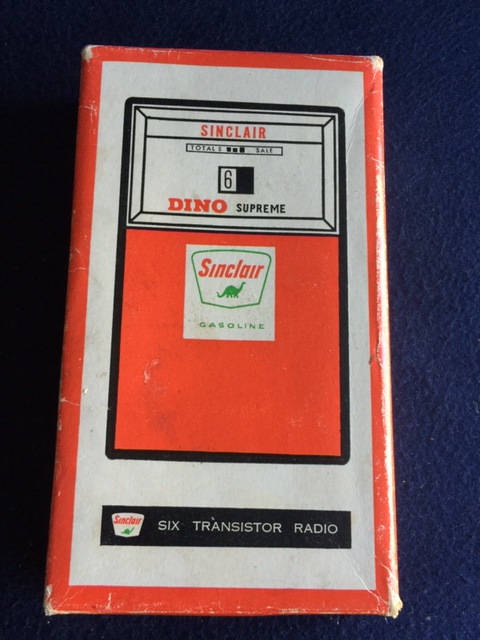 SINCLAIR
TOTAL $ SALE
6
DINO SUPREME
Sinclair
GASOLINE
Sinclair SIX TRANSISTOR RADIO